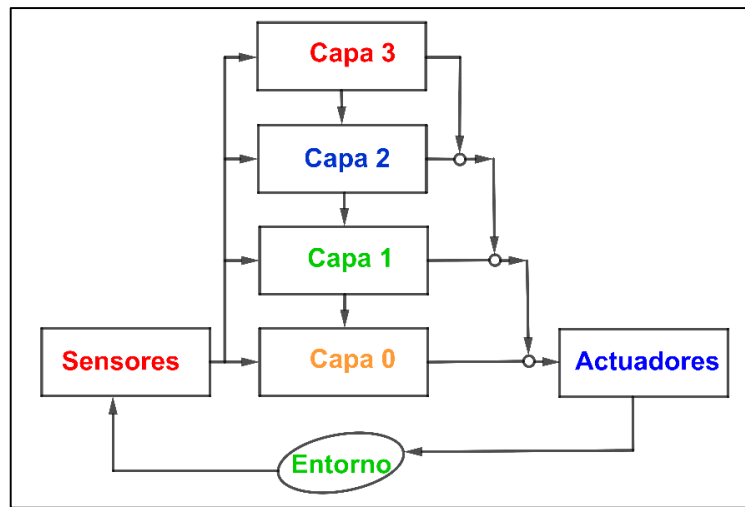 Capa 3
Capa 2
Capa 1
Sensores
Capa 0
Actuadores
Entorno